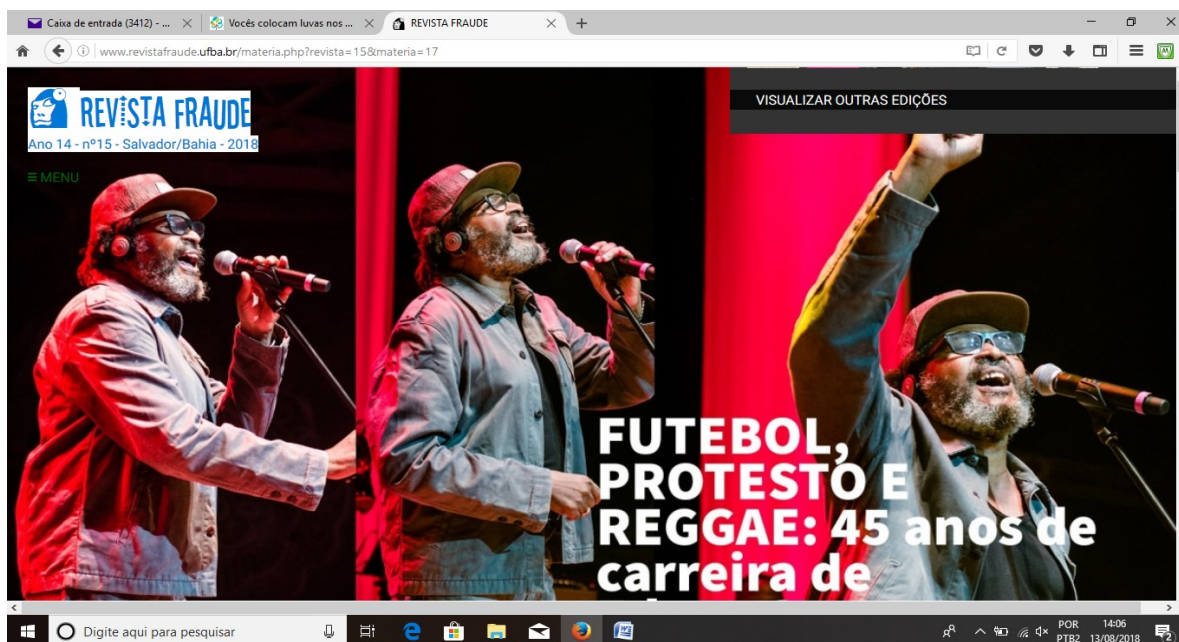 Caixa de entrada (3412) - ...
Vocês colocam luvas nos ...
REVISTA FRAUDE
www.revistafraude.ufba.br/materia.php?revista=15&materia=17
REVISTA FRAUDE
Ano 14 - nº15 - Salvador/Bahia - 2018
≡ MENU
VISUALIZAR OUTRAS EDIÇÕES
FUTEBOL,
PROTESTO E
REGGAE: 45 anos de
carreira de
Digite aqui para pesquisar
POR
PTB2
14:06
13/08/2018
2